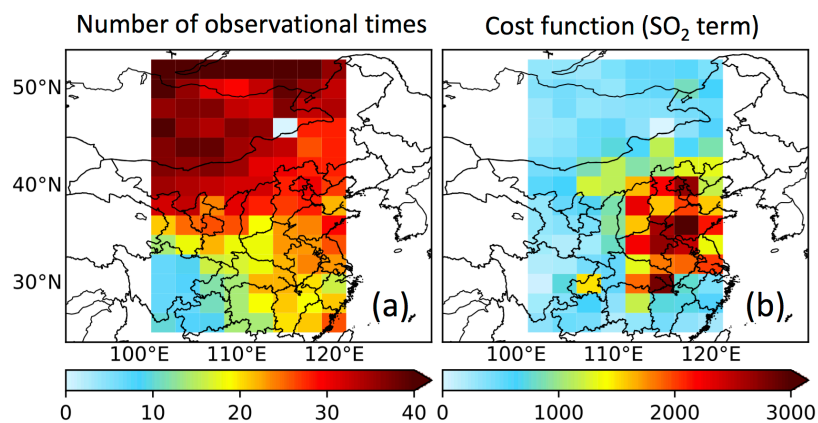 Number of observational times
Cost function (SO₂ term)
50°N
40°N
30°N
(a)
(b)
100°E 110°E 120°E
100°E 110°E 120°E
0 10 20 30 40
0 1000 2000 3000